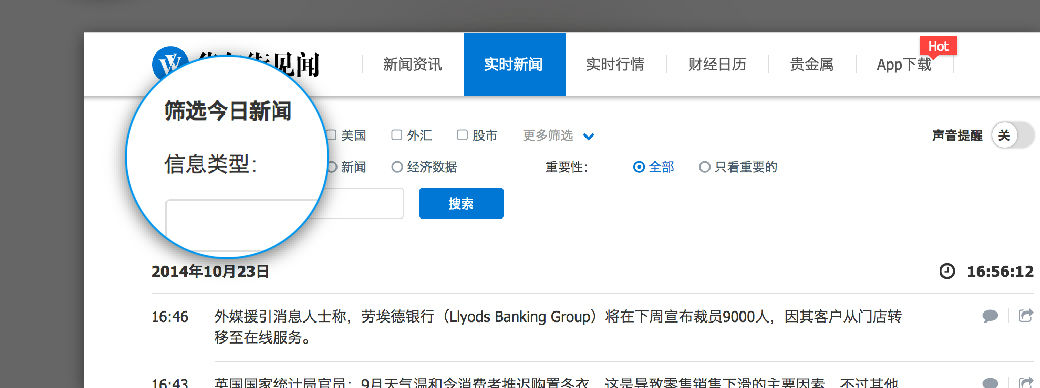 见闻
新闻资讯
实时新闻
实时行情
财经日历
贵金属
App下载
Hot
筛选今日新闻
美国
外汇
股市
更多筛选
声音提醒
关
信息类型：
新闻
经济数据
重要性：
全部
只看重要的
搜索
2014年10月23日
16:56:12
16:46
外媒援引消息人士称，劳埃德银行（Llyods Banking Group）将在下周宣布裁员9000人，因其客户从门店转
移至在线服务。
16:43
英国国家统计局官员：9月天气温和令消费者推迟购置冬衣，这是导致零售销售下滑的主要因素，不过其他